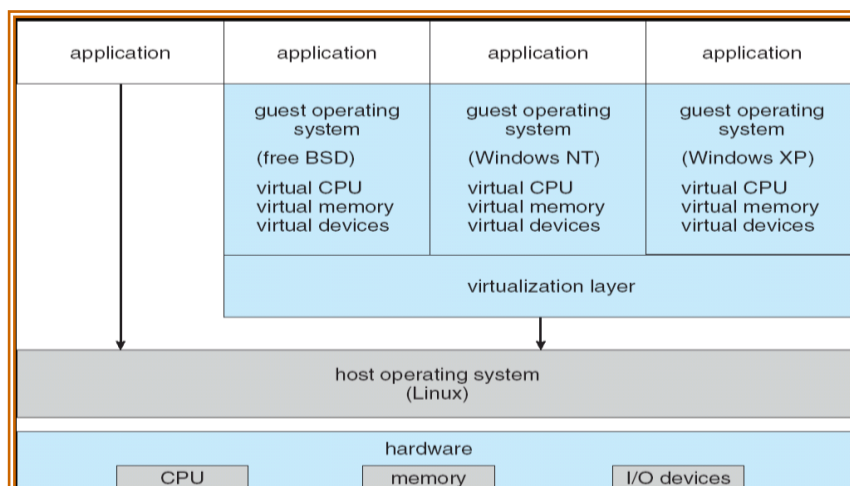 application
application
application
application
guest operating
system
(free BSD)
virtual CPU
virtual memory
virtual devices
guest operating
system
(Windows NT)
virtual CPU
virtual memory
virtual devices
guest operating
system
(Windows XP)
virtual CPU
virtual memory
virtual devices
virtualization layer
host operating system
(Linux)
hardware
CPU
memory
I/O devices